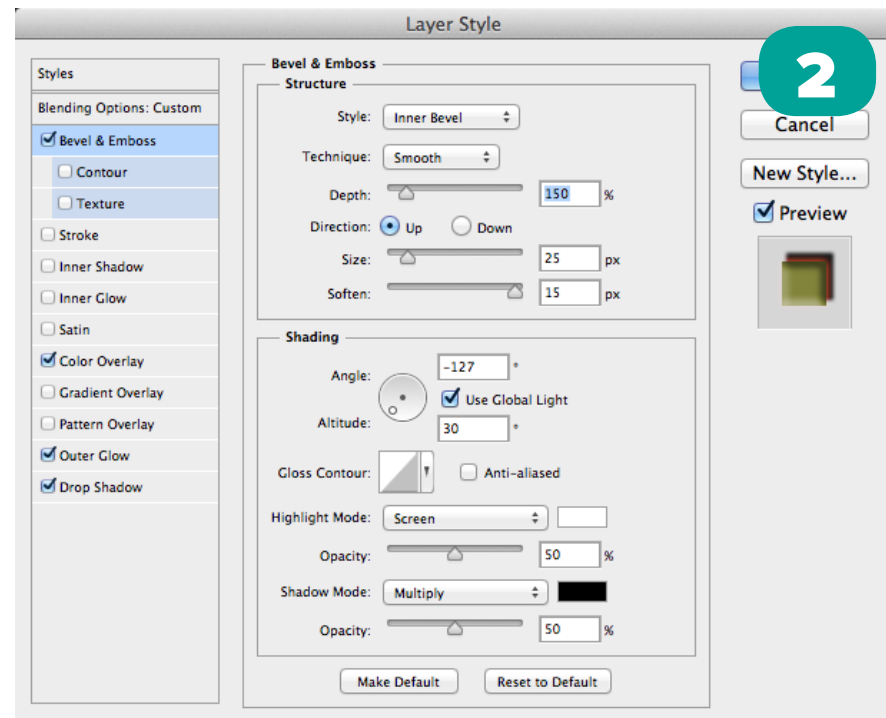 Layer Style
2
Styles
Blending Options: Custom
Bevel & Emboss
Contour
Texture
Stroke
Inner Shadow
Inner Glow
Satin
Color Overlay
Gradient Overlay
Pattern Overlay
Outer Glow
Drop Shadow
Bevel & Emboss
Structure
Style: Inner Bevel
Technique: Smooth
Depth: 150 %
Direction: Up Down
Size: 25 px
Soften: 15 px
Shading
Angle: -127 °
Use Global Light
Altitude: 30 °
Gloss Contour: Anti-aliased
Highlight Mode: Screen
Opacity: 50 %
Shadow Mode: Multiply
Opacity: 50 %
Make Default Reset to Default
Cancel
New Style...
Preview